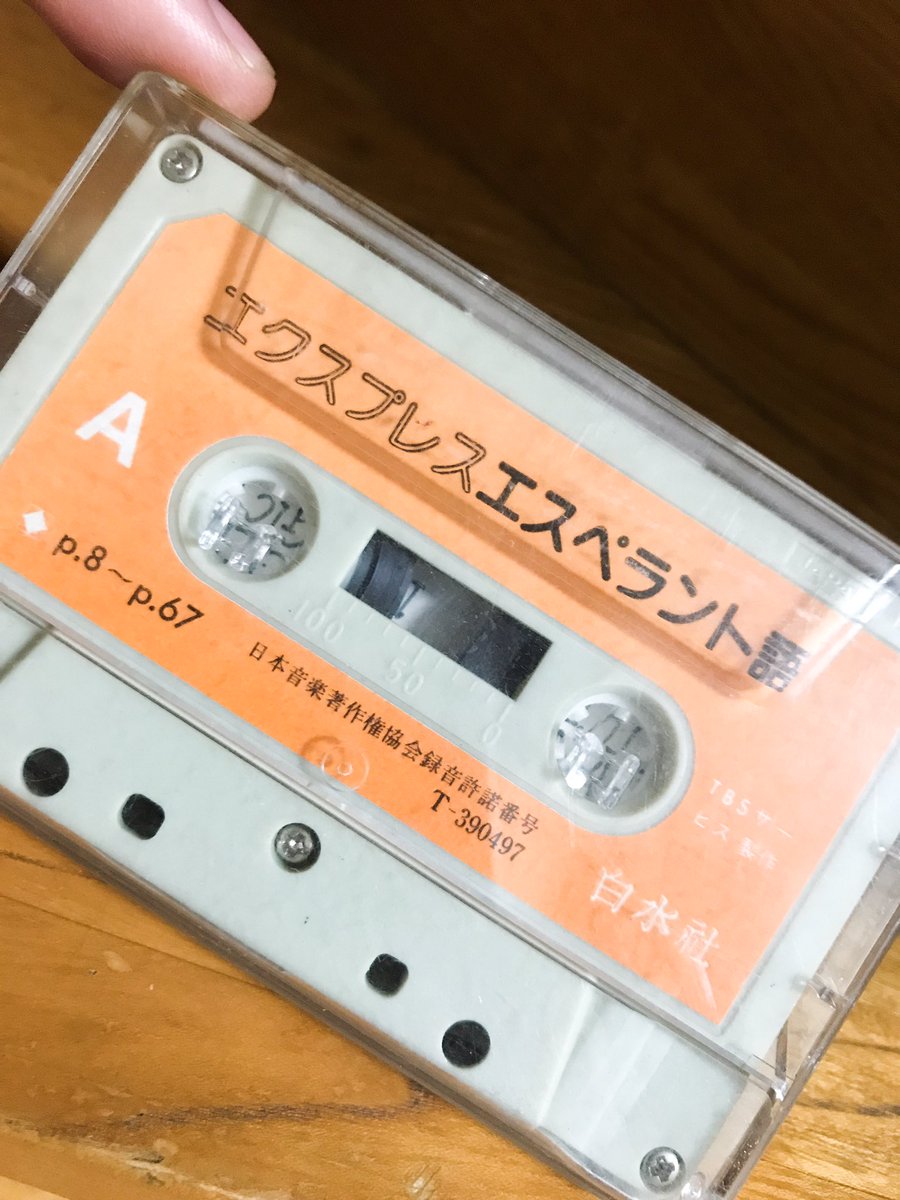 エクスプレスエスペラント語
A
p.8〜p.67
100 50 0
日本音楽著作権協会録音許諾番号
T-390497
TBSサー
ビス製作
白水社